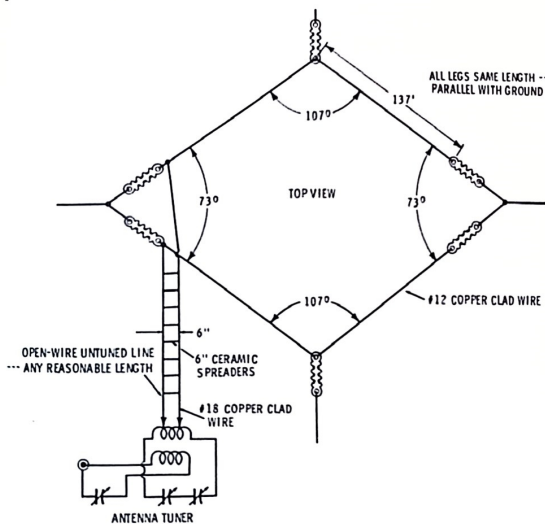 ALL LEGS SAME LENGTH --
PARALLEL WITH GROUND
137'
107°
73°
TOP VIEW
73°
107°
#12 COPPER CLAD WIRE
6"
OPEN-WIRE UNTUNED LINE
--- ANY REASONABLE LENGTH
6" CERAMIC
SPREADERS
#18 COPPER CLAD
WIRE
ANTENNA TUNER